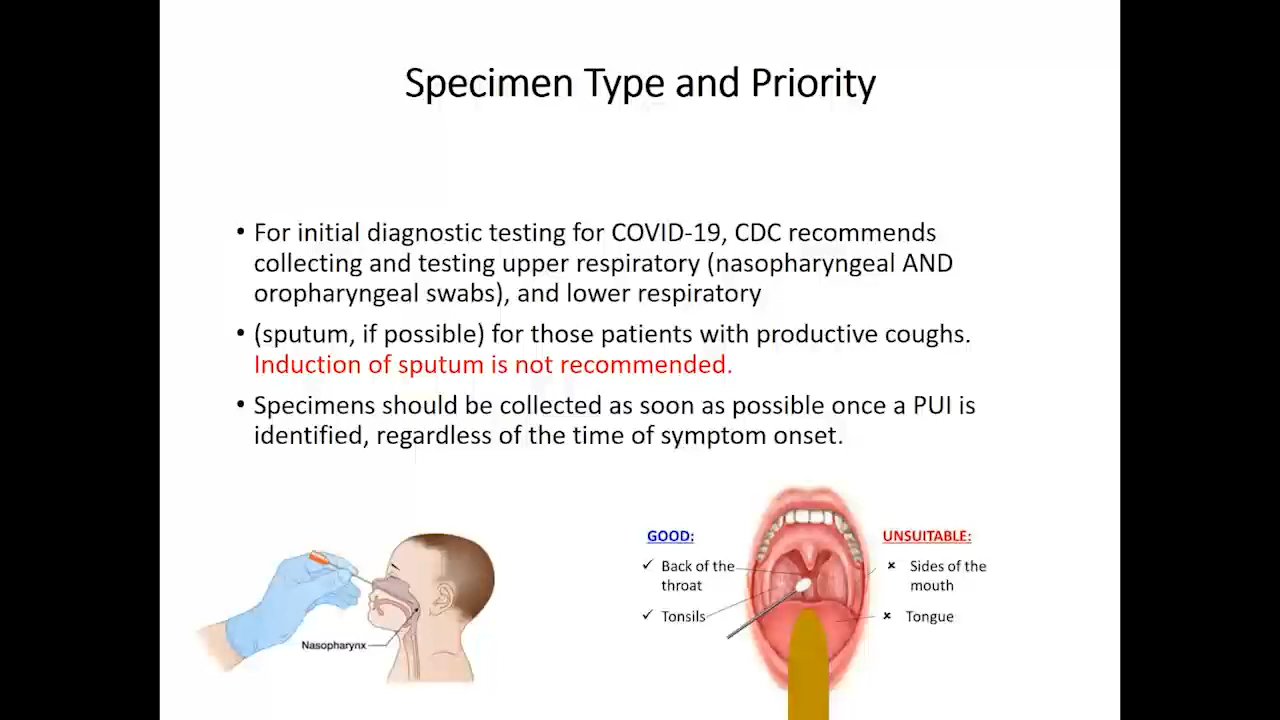 Specimen Type and Priority
• For initial diagnostic testing for COVID-19, CDC recommends
collecting and testing upper respiratory (nasopharyngeal AND
oropharyngeal swabs), and lower respiratory
• (sputum, if possible) for those patients with productive coughs.
Induction of sputum is not recommended.
• Specimens should be collected as soon as possible once a PUI is
identified, regardless of the time of symptom onset.
Nasopharynx
GOOD:
✓ Back of the
throat
✓ Tonsils
UNSUITABLE:
× Sides of the
mouth
× Tongue